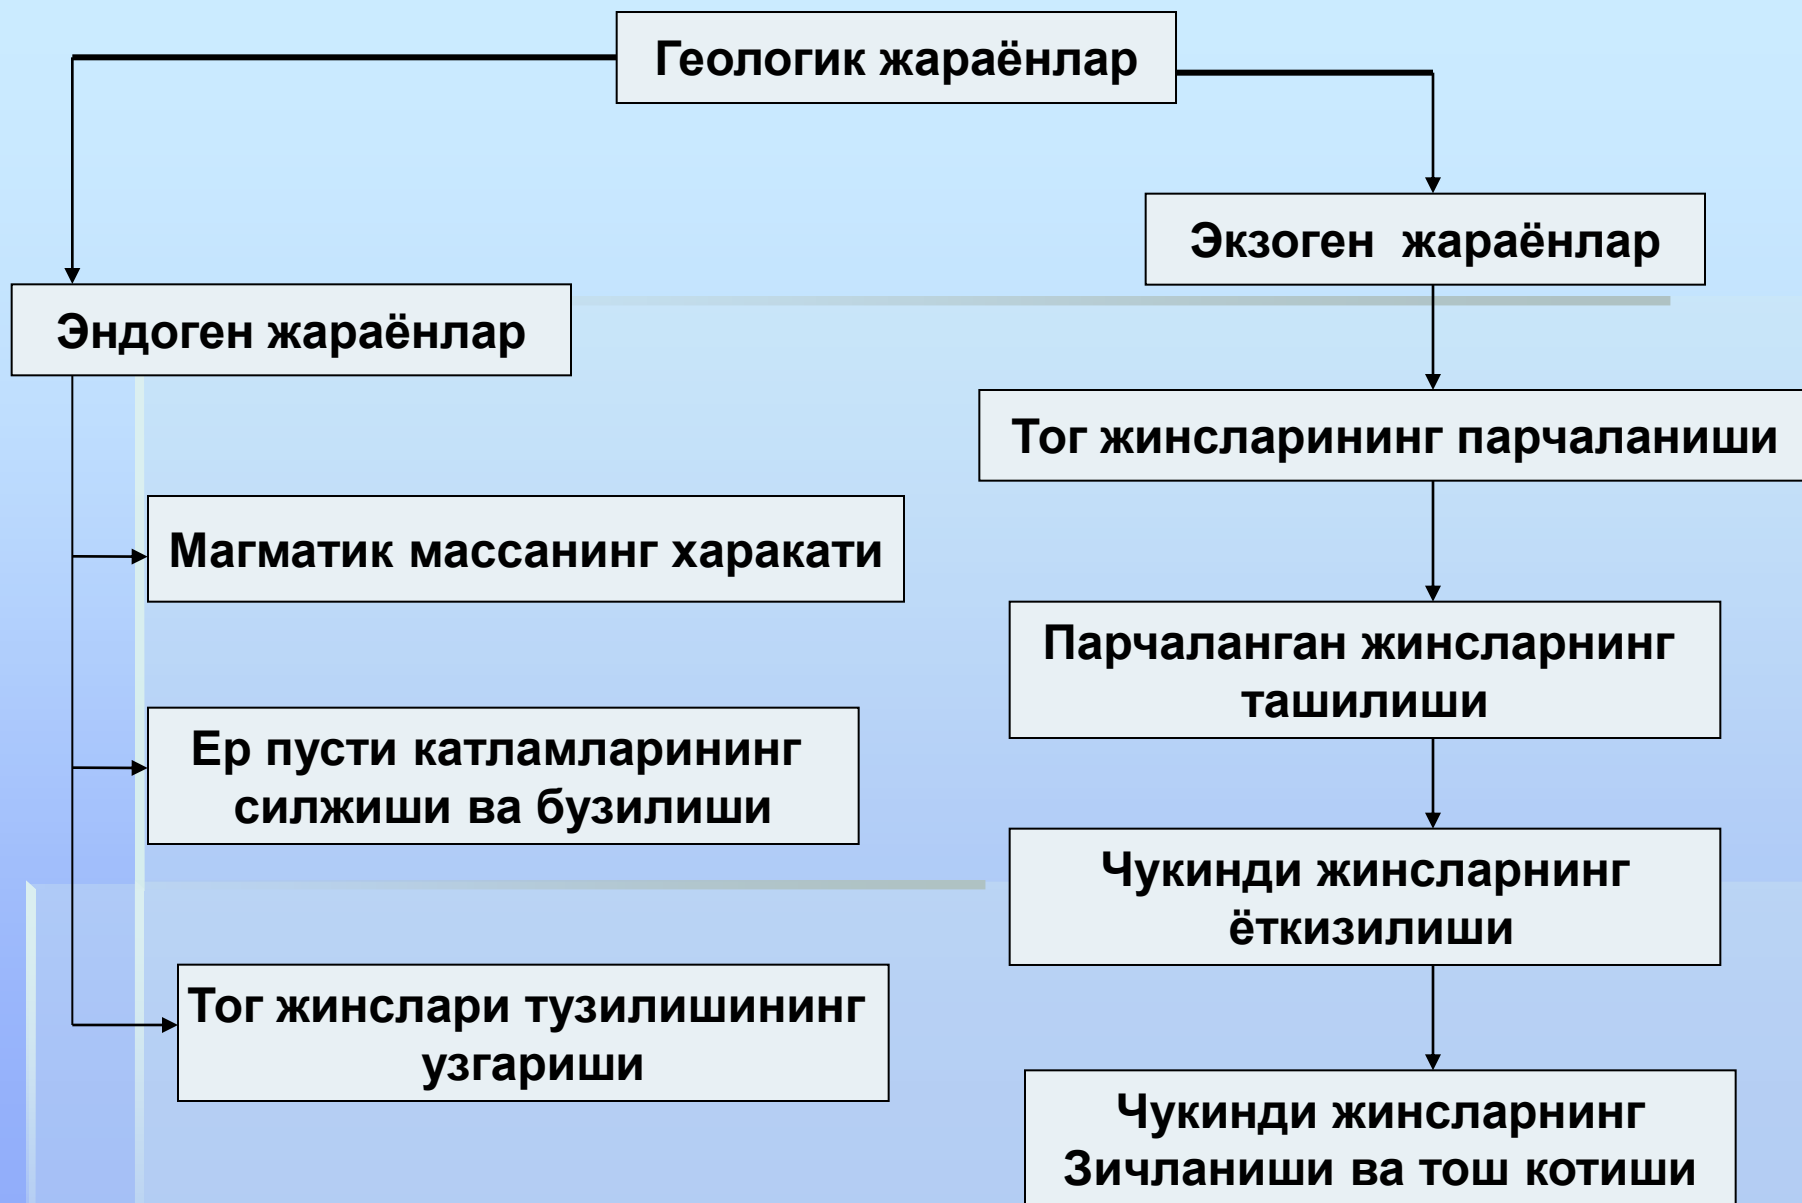 Геологик жараёнлар
Экзоген жараёнлар
Эндоген жараёнлар
Тог жинсларининг парчаланиши
Магматик массанинг харакати
Парчаланган жинсларнинг
ташилиши
Ер пусти катламларининг
силжиши ва бузилиши
Чукинди жинсларнинг
ёткизилиши
Тог жинслари тузилишининг
узгариши
Чукинди жинсларнинг
Зичланиши ва тош котиши